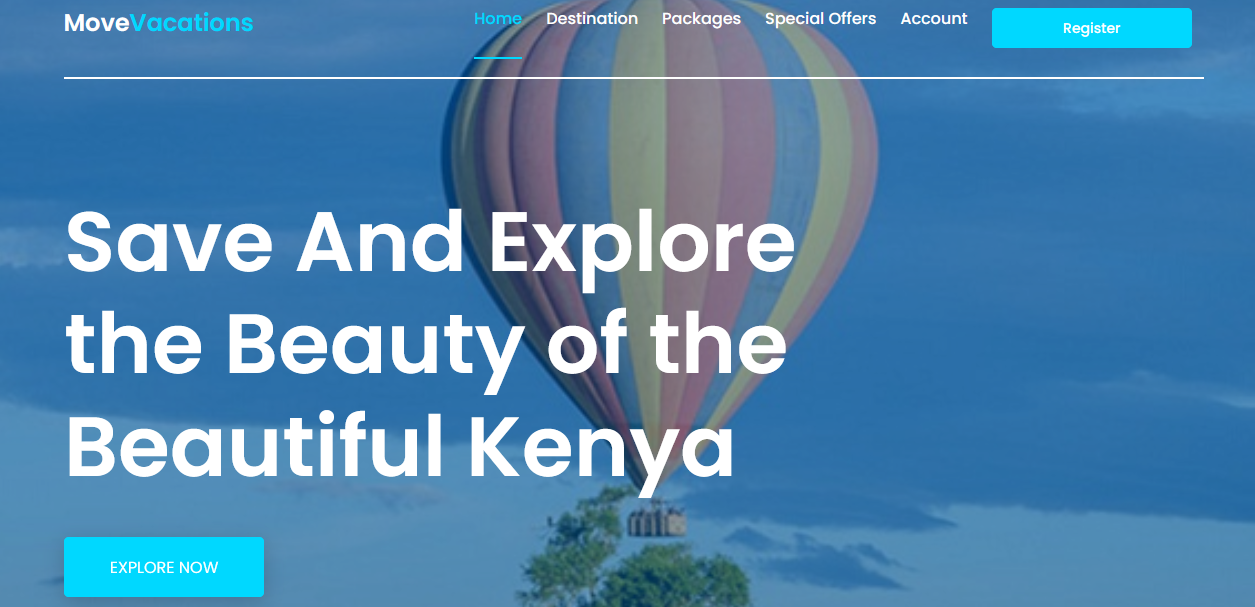 MoveVacations Home Destination Packages Special Offers Account Register
Save And Explore
the Beauty of the
Beautiful Kenya
EXPLORE NOW